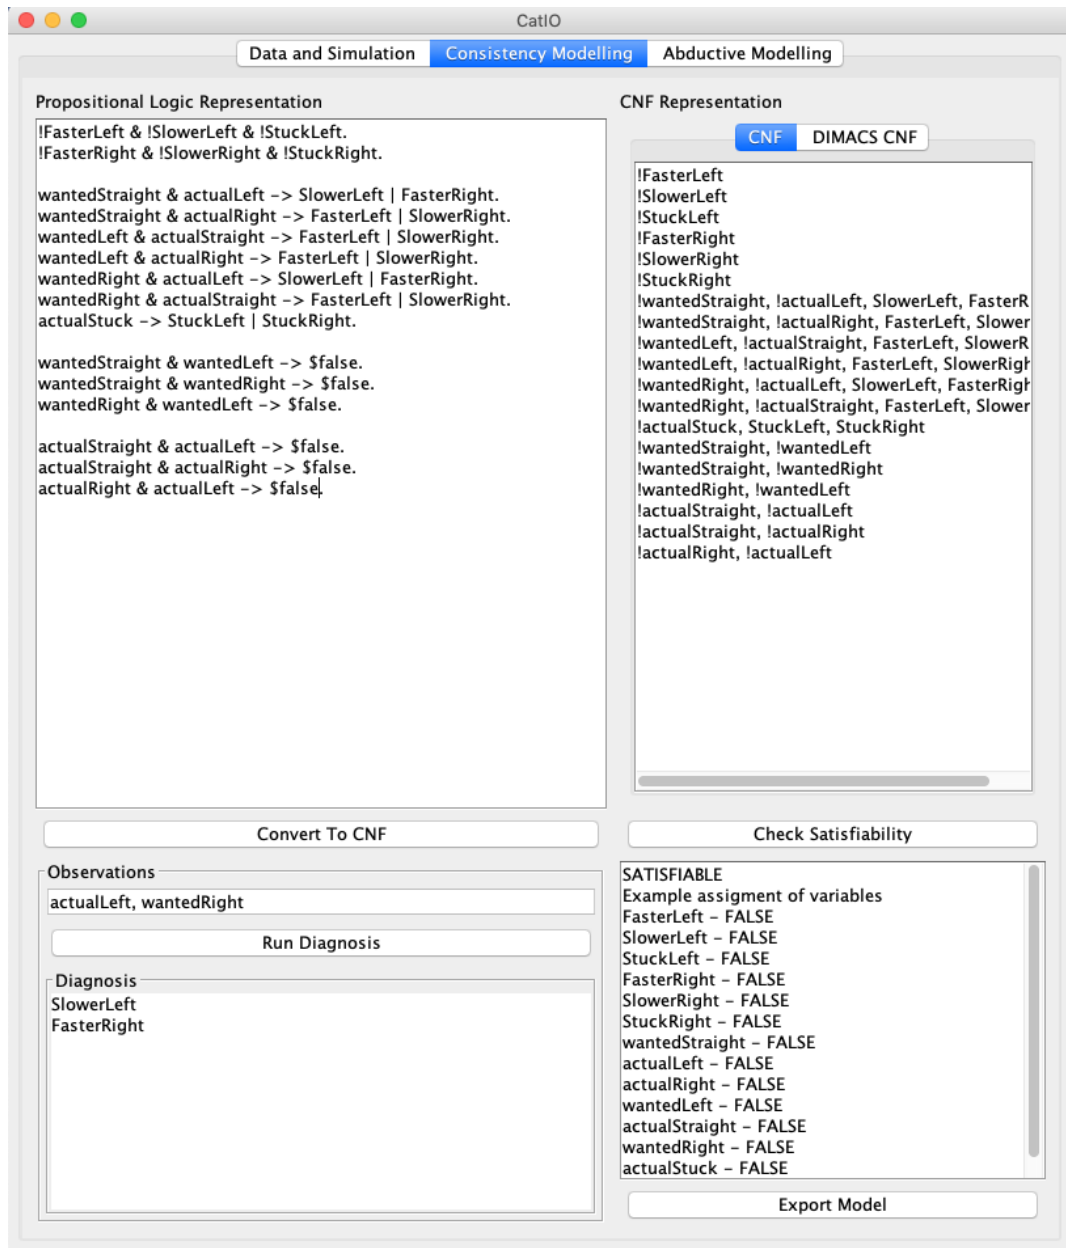 CatIO
Data and Simulation
Consistency Modelling
Abductive Modelling
Propositional Logic Representation
!FasterLeft & !SlowerLeft & !StuckLeft.
!FasterRight & !SlowerRight & !StuckRight.
wantedStraight & actualLeft -> SlowerLeft | FasterRight.
wantedStraight & actualRight -> FasterLeft | SlowerRight.
wantedLeft & actualStraight -> FasterLeft | SlowerRight.
wantedLeft & actualRight -> FasterLeft | SlowerRight.
wantedRight & actualLeft -> SlowerLeft | FasterRight.
wantedRight & actualStraight -> FasterLeft | SlowerRight.
actualStuck -> StuckLeft | StuckRight.
wantedStraight & wantedLeft -> $false.
wantedStraight & wantedRight -> $false.
wantedRight & wantedLeft -> $false.
actualStraight & actualLeft -> $false.
actualStraight & actualRight -> $false.
actualRight & actualLeft -> $false.
Convert To CNF
Observations
actualLeft, wantedRight
Run Diagnosis
Diagnosis
SlowerLeft
FasterRight
CNF Representation
CNF
DIMACS CNF
!FasterLeft
!SlowerLeft
!StuckLeft
!FasterRight
!SlowerRight
!StuckRight
!wantedStraight, !actualLeft, SlowerLeft, FasterR
!wantedStraight, !actualRight, FasterLeft, Slower
!wantedLeft, !actualStraight, FasterLeft, SlowerR
!wantedLeft, !actualRight, FasterLeft, SlowerRigh
!wantedRight, !actualLeft, SlowerLeft, FasterRigh
!wantedRight, !actualStraight, FasterLeft, Slower
!actualStuck, StuckLeft, StuckRight
!wantedStraight, !wantedLeft
!wantedStraight, !wantedRight
!wantedRight, !wantedLeft
!actualStraight, !actualLeft
!actualStraight, !actualRight
!actualRight, !actualLeft
Check Satisfiability
SATISFIABLE
Example assigment of variables
FasterLeft – FALSE
SlowerLeft – FALSE
StuckLeft – FALSE
FasterRight – FALSE
SlowerRight – FALSE
StuckRight – FALSE
wantedStraight – FALSE
actualLeft – FALSE
actualRight – FALSE
wantedLeft – FALSE
actualStraight – FALSE
wantedRight – FALSE
actualStuck – FALSE
Export Model